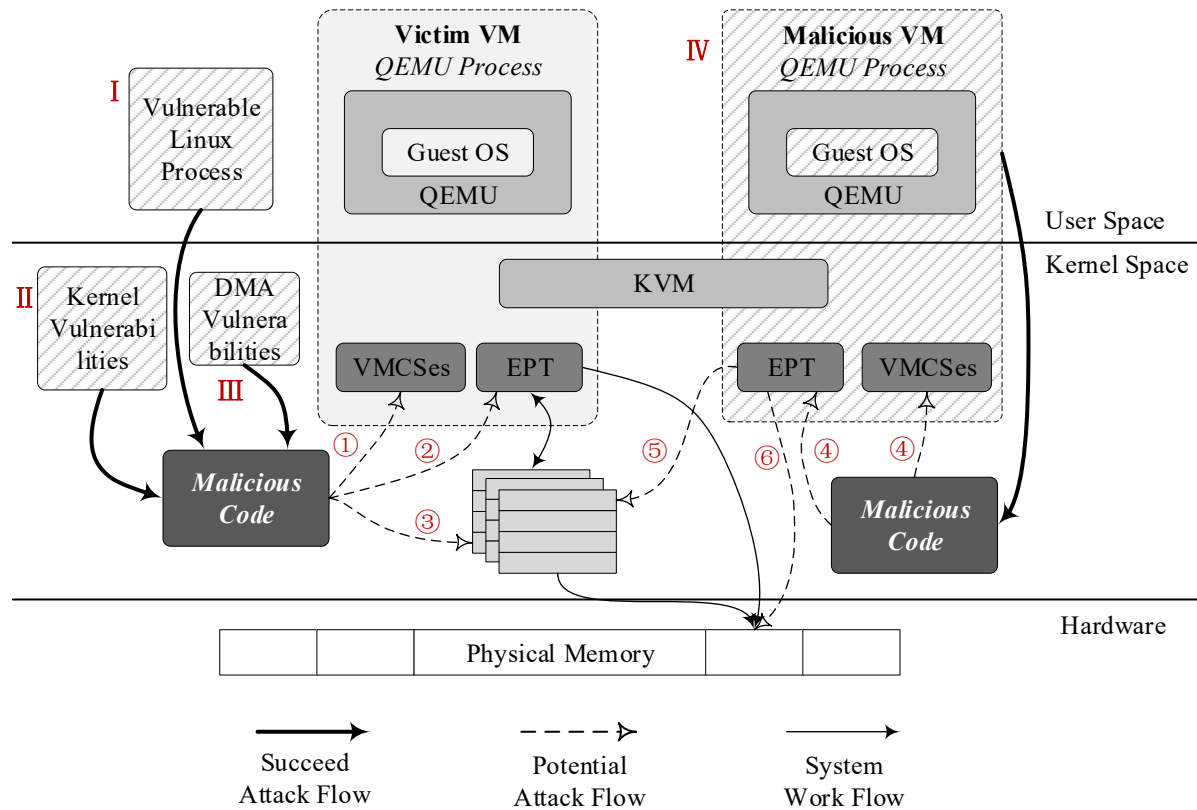 Victim VM
QEMU Process
Guest OS
QEMU
Ⅳ
Malicious VM
QEMU Process
Guest OS
QEMU
Ⅰ
Vulnerable
Linux
Process
User Space
Kernel Space
Ⅱ
Kernel
Vulnerabi
lities
DMA
Vulnera
bilities
Ⅲ
KVM
VMCSes
EPT
EPT
VMCSes
①
②
③
⑤
⑥
④
④
Malicious
Code
Malicious
Code
Hardware
Physical Memory
Succeed
Attack Flow
Potential
Attack Flow
System
Work Flow